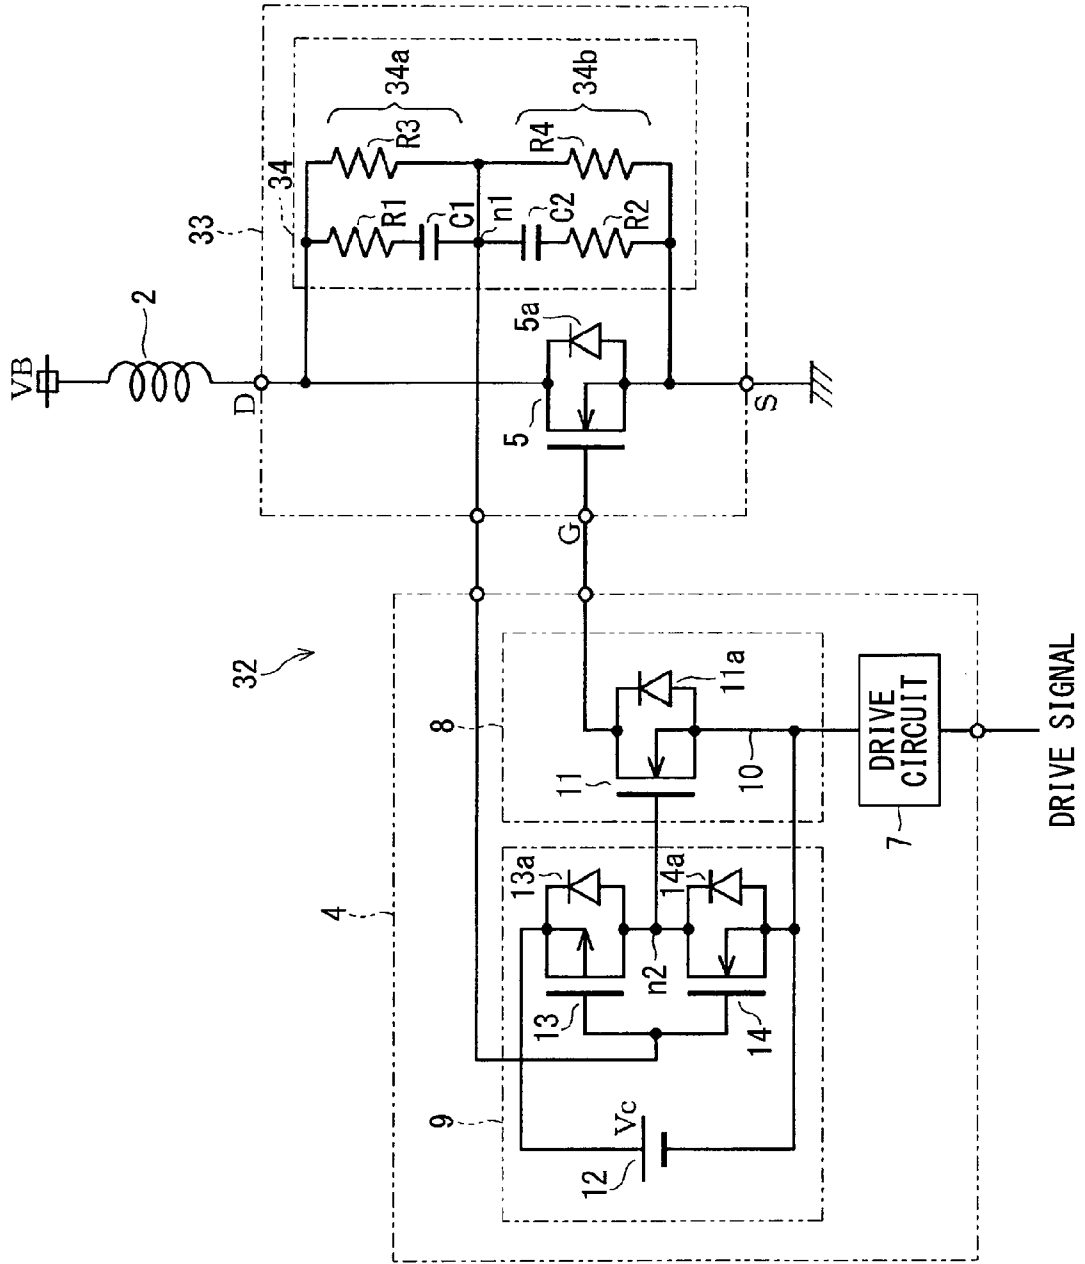 VB
2
D
33
34
R3
34a
R1
C1
n1
34b
R4
C2
R2
5a
5
S
G
32
4
8
11a
11
10
DRIVE
CIRCUIT
7
DRIVE SIGNAL
9
13a
13
n2
14a
14
Vc
12